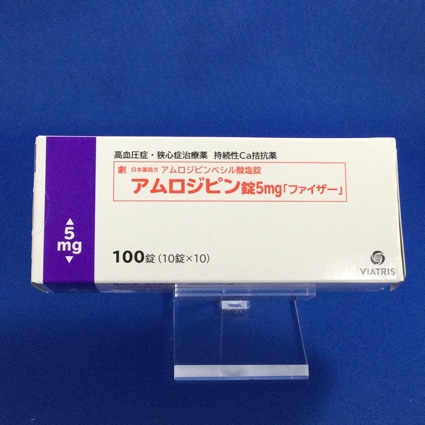 高血圧症・狭心症治療薬 持続性Ca拮抗薬
劇 日本薬局方 アムロジピンベシル酸塩錠
アムロジピン錠5mg「ファイザー」
5
mg
100錠(10錠×10)
VIATRIS